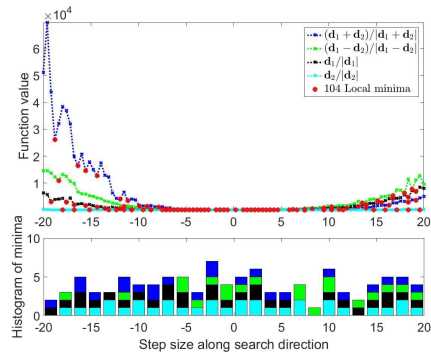 ×10⁴
7
6
5
4
3
2
1
Function value
(d₁ + d₂)/|d₁ + d₂|
(d₁ − d₂)/|d₁ − d₂|
d₁/|d₁|
d₂/|d₂|
104 Local minima
-20 -15 -10 -5 0 5 10 15 20
Histogram of minima
10
5
0
-20 -15 -10 -5 0 5 10 15 20
Step size along search direction